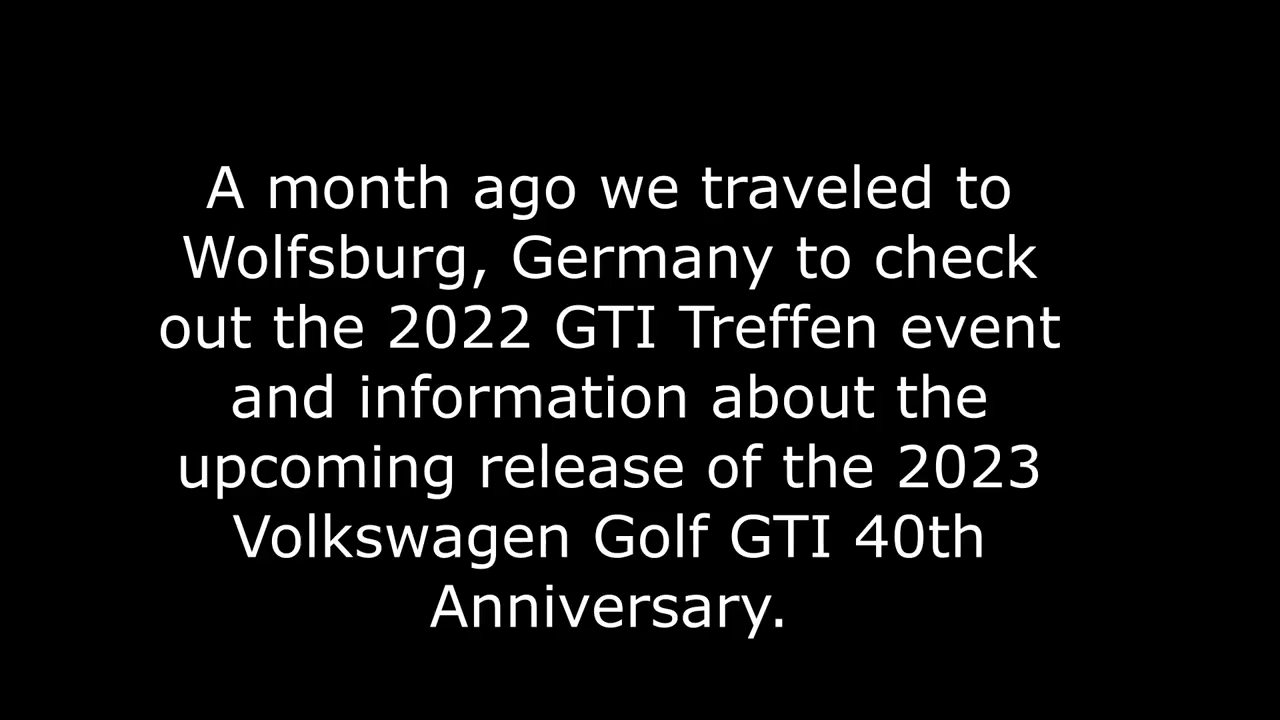 A month ago we traveled to
Wolfsburg, Germany to check
out the 2022 GTI Treffen event
and information about the
upcoming release of the 2023
Volkswagen Golf GTI 40th
Anniversary.